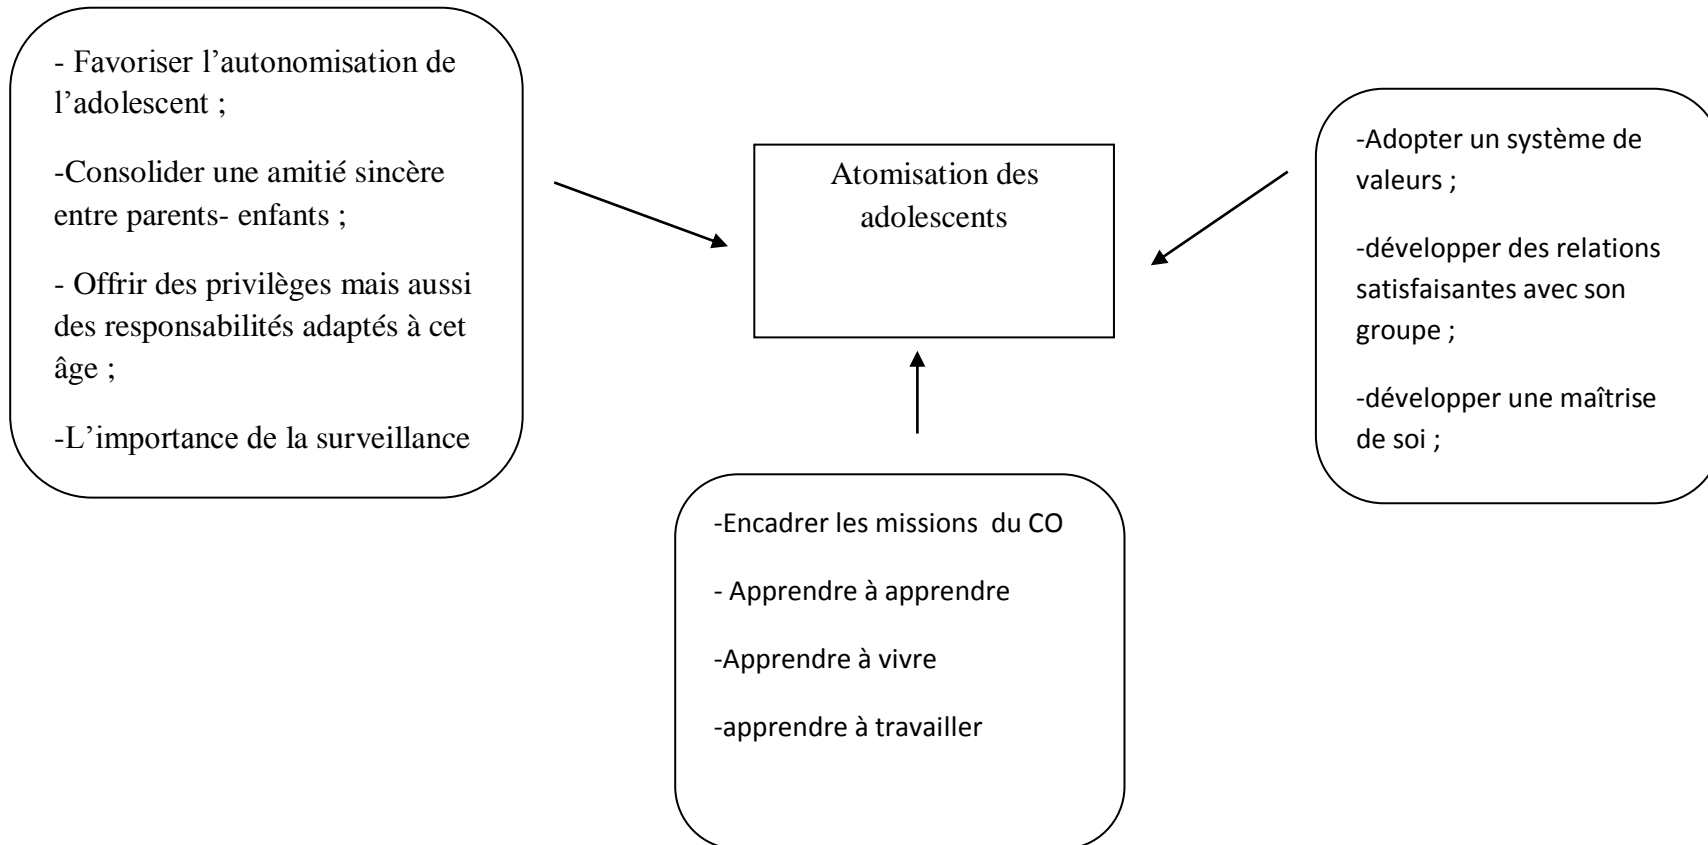 - Favoriser l’autonomisation de
l’adolescent ;
-Consolider une amitié sincère
entre parents- enfants ;
- Offrir des privilèges mais aussi
des responsabilités adaptés à cet
âge ;
-L’importance de la surveillance
Atomisation des
adolescents
-Adopter un système de
valeurs ;
-développer des relations
satisfaisantes avec son
groupe ;
-développer une maîtrise
de soi ;
-Encadrer les missions  du CO
- Apprendre à apprendre
-Apprendre à vivre
-apprendre à travailler